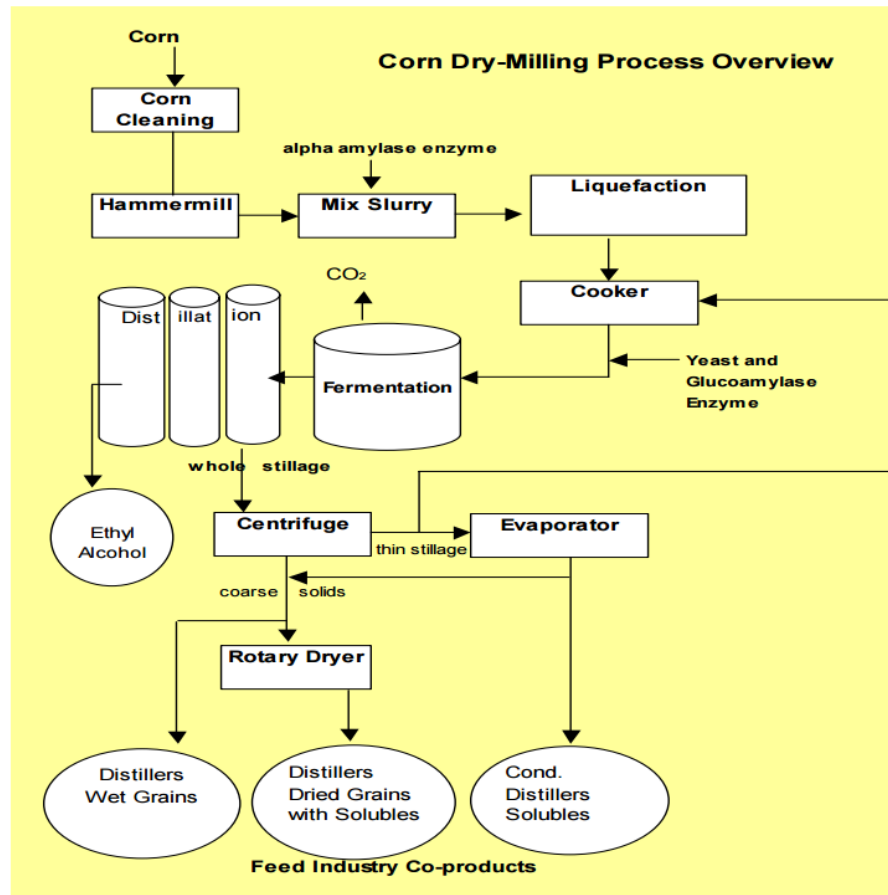 Corn
Corn Dry-Milling Process Overview
Corn
Cleaning
alpha amylase enzyme
Hammermill
Mix Slurry
Liquefaction
CO₂
Cooker
Dist illat ion
Fermentation
Yeast and
Glucoamylase
Enzyme
whole stillage
Ethyl
Alcohol
Centrifuge
Evaporator
thin stillage
coarse solids
Rotary Dryer
Distillers
Wet Grains
Distillers
Dried Grains
with Solubles
Cond.
Distillers
Solubles
Feed Industry Co-products